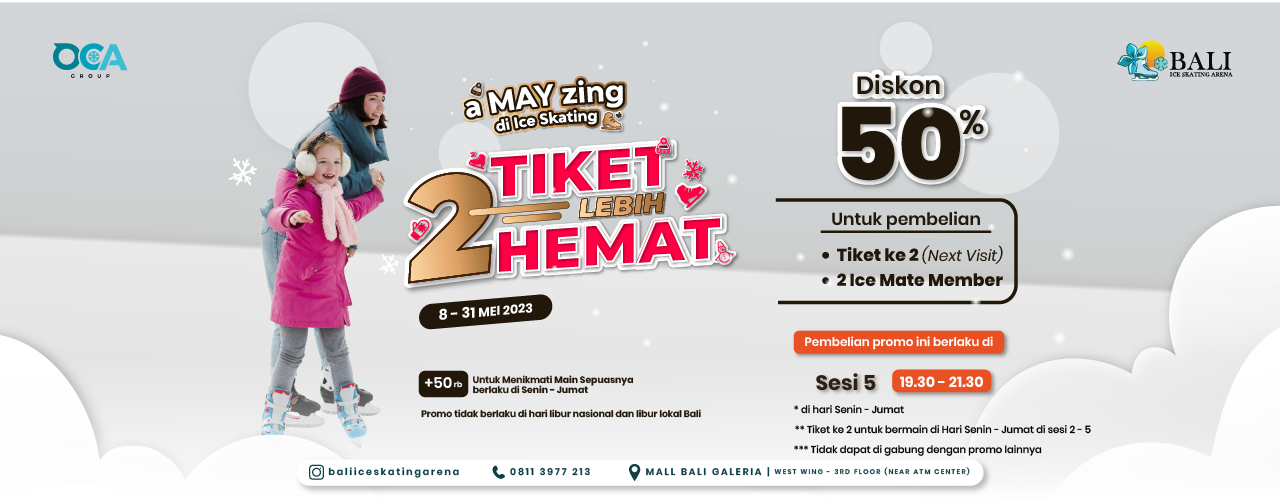 OCA
GROUP
BALI
ICE SKATING ARENA
a MAY zing
di Ice Skating
2 TIKET
LEBIH
HEMAT
8 - 31 MEI 2023
+50 rb
Untuk Menikmati Main Sepuasnya
berlaku di Senin - Jumat
Promo tidak berlaku di hari libur nasional dan libur lokal Bali
Diskon
50%
Untuk pembelian
• Tiket ke 2 (Next Visit)
• 2 Ice Mate Member
Pembelian promo ini berlaku di
Sesi 5 19.30 - 21.30
* di hari Senin - Jumat
** Tiket ke 2 untuk bermain di Hari Senin - Jumat di sesi 2 - 5
*** Tidak dapat di gabung dengan promo lainnya
baliiceskatingarena 0811 3977 213 MALL BALI GALERIA | WEST WING - 3RD FLOOR (NEAR ATM CENTER)